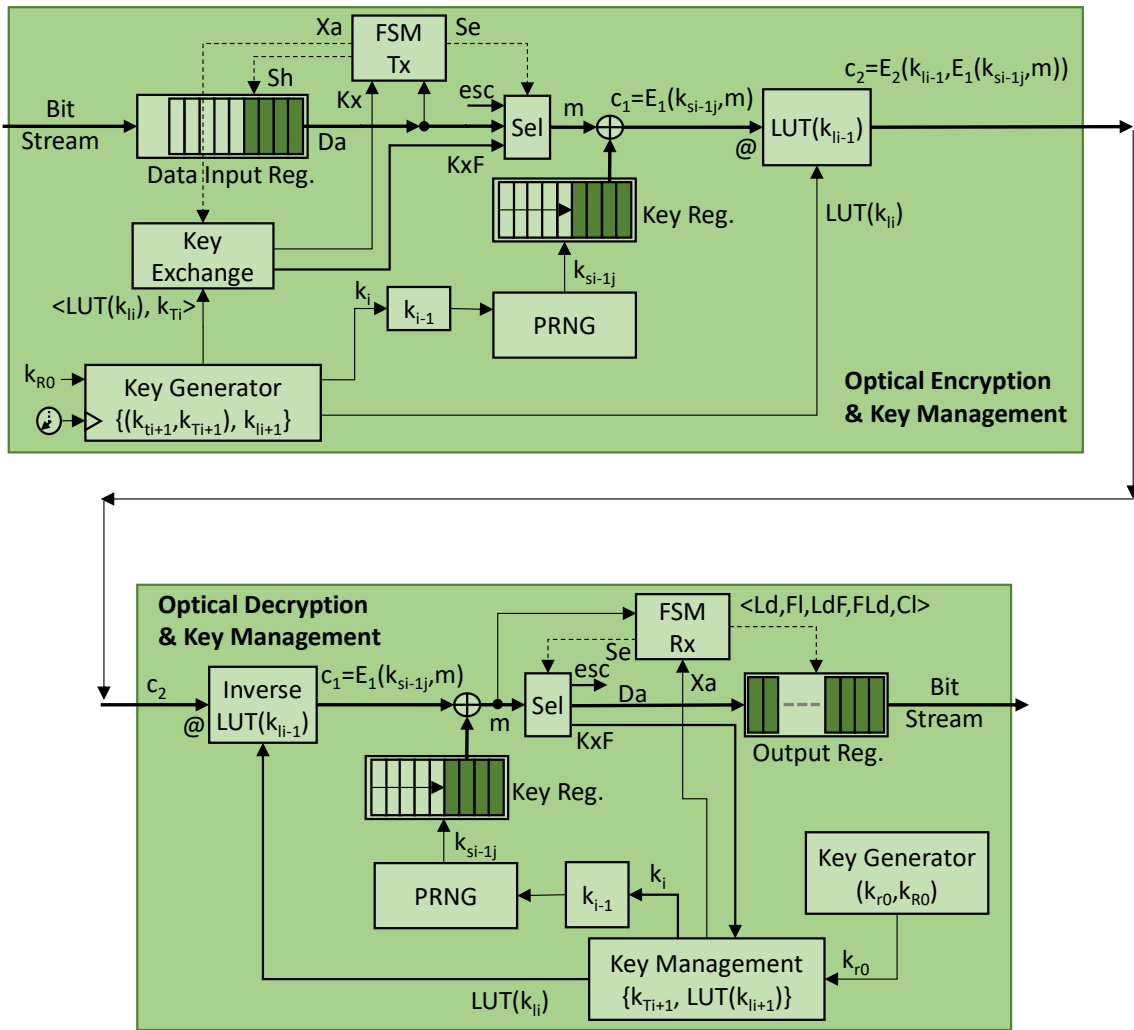 Xa
FSM
Tx
Se
Sh
Kx
esc
Bit
Stream
Da
Sel
m
c1=E1(ksi-1j,m)
c2=E2(kli-1,E1(ksi-1j,m))
LUT(kli-1)
@
KxF
Data Input Reg.
Key Reg.
LUT(kli)
Key
Exchange
ksi-1j
<LUT(kli), kTi>
ki
ki-1
PRNG
kR0
Key Generator
{(kti+1,kTi+1), kli+1}
Optical Encryption
& Key Management
Optical Decryption
& Key Management
FSM
Rx
<Ld,Fl,LdF,FLd,Cl>
Se
esc
Xa
c2
@
Inverse
LUT(kli-1)
c1=E1(ksi-1j,m)
m
Sel
Da
KxF
Bit
Stream
Output Reg.
Key Reg.
ksi-1j
PRNG
ki-1
ki
Key Generator
(kr0,kR0)
kr0
Key Management
{kTi+1, LUT(kli+1)}
LUT(kli)